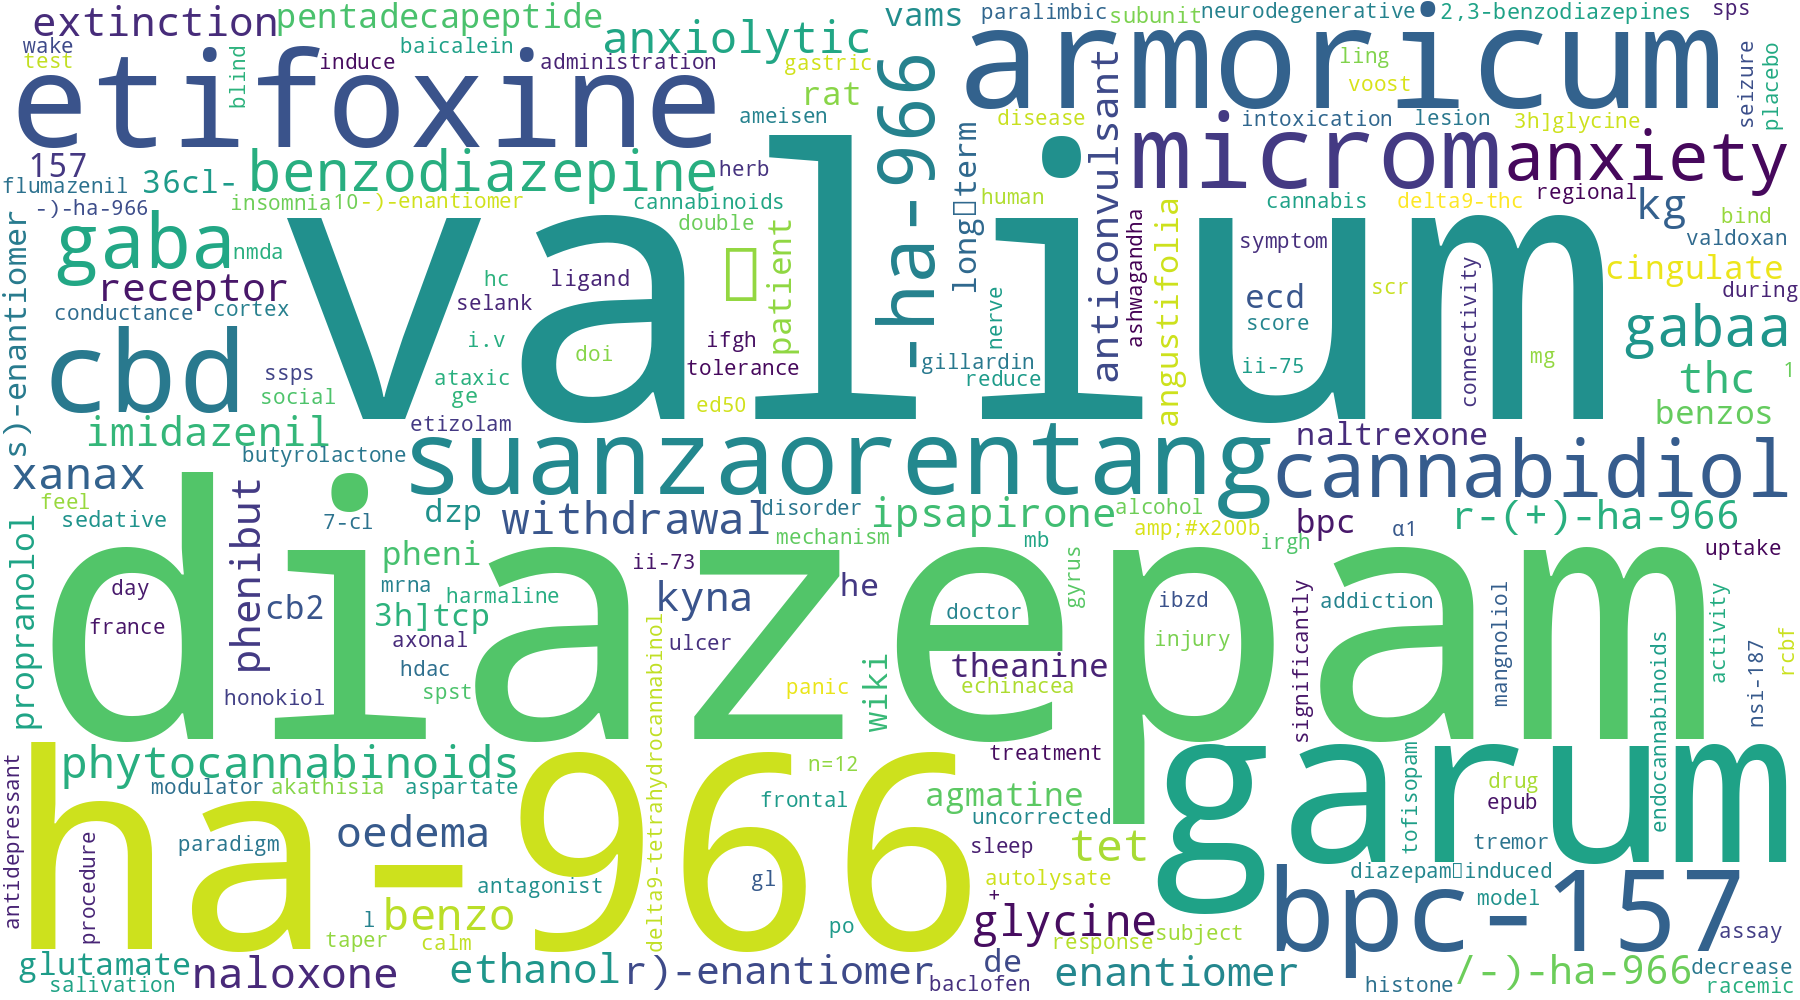 extinction
pentadecapeptide
vams
paralimbic
subunit
neurodegenerative
2,3-benzodiazepines
sps
wake
test
etifoxine
blind
induce
baicalein
administration
anxiolytic
gastric
rat
ameisen
-ha-966
armoricum
ling
voost
seizure
placebo
157
flumazenil
-)-ha-966
36cl-
benzodiazepine
herb
insomnia10
-)-enantiomer
cannabinoids
double
long term
disease
human
anticonvulsant
microm
intoxication
lesion
3h]glycine
anxiety
regional
cannabis
delta9-thc
kg
bind
valdoxan
s)-enantiomer
gaba
nmda
receptor
conductance
cortex
valium
hc
selank
ligand
i.v
doi
patient
ifgh
tolerance
nerve
gillardin
reduce
ashwagandha
angustifolia
symptom
ecd
score
ii-75
scr
connectivity
mg
cingulate
during
gabaa
thc
1
benzos
cbd
ssps
social
ataxic
ge
etizolam
ed50
imidazenil
butyrolactone
xanax
feel
sedative
suanzaorentang
naltrexone
cannabidiol
propranolol
phenibut
7-cl
dzp
withdrawal
disorder
mechanism
ipsapirone
alcohol
amp;#x200b
irgh
bpc
α1
r-(+)-ha-966
uptake
diazepam
day
france
pheni
mrna
harmaline
3h]tcp
cb2
axonal
hdac
spst
honokiol
ii-73
kyna
ulcer
delta9-tetrahydrocannabinol
he
panic
wiki
mb
gyrus
doctor
theanine
echinacea
ibzd
injury
significantly
addiction
mangnoliol
endocannabinoids
activity
nsi-187
rcbf
antidepressant
phytocannabinoids
modulator
akathisia
aspartate
ha-966
procedure
paradigm
oedema
antagonist
l
benzo
taper
calm
n=12
frontal
gl
po
treatment
agmatine
uncorrected
sleep
tet
autolysate
+
glycine
response
subject
garum
tofisopam
drug
epub
tremor
diazepam induced
model
bpc-157
assay
glutamate
salivation
naloxone
ethanol
r)-enantiomer
baclofen
de
enantiomer
histone
/-)-ha-966
decrease
racemic